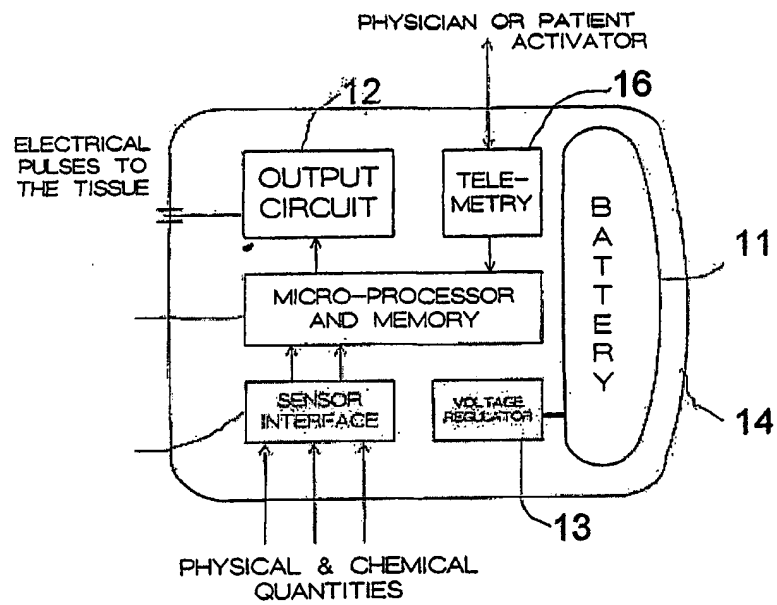 PHYSICIAN OR PATIENT
ACTIVATOR
12
16
ELECTRICAL
PULSES TO
THE TISSUE
OUTPUT
CIRCUIT
TELE-
METRY
BATTERY
11
MICRO-PROCESSOR
AND MEMORY
SENSOR
INTERFACE
VOLTAGE
REGULATOR
14
13
PHYSICAL & CHEMICAL
QUANTITIES